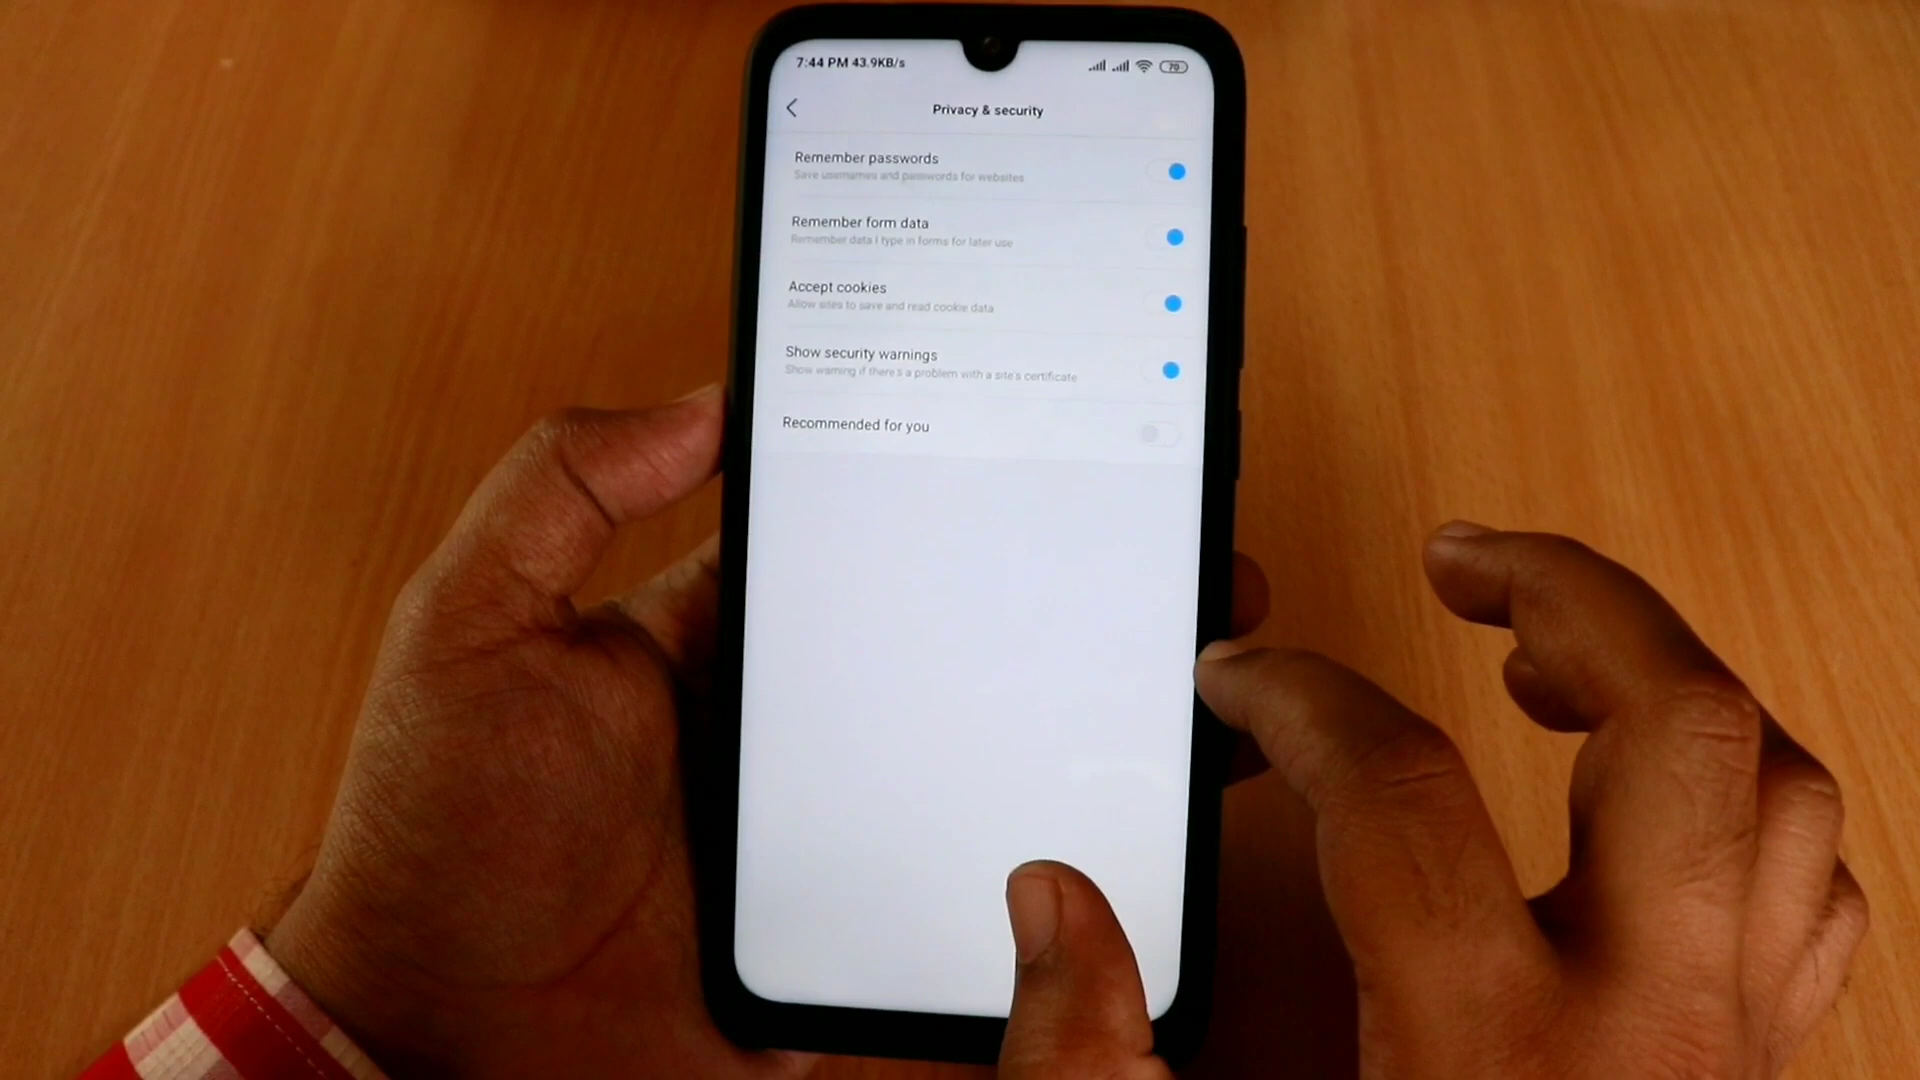 7:44 PM 43.9KB/s
70
Privacy & security
Remember passwords
Save usernames and passwords for websites
Remember form data
Remember data I type in forms for later use
Accept cookies
Allow sites to save and read cookie data
Show security warnings
Show warning if there's a problem with a site's certificate
Recommended for you